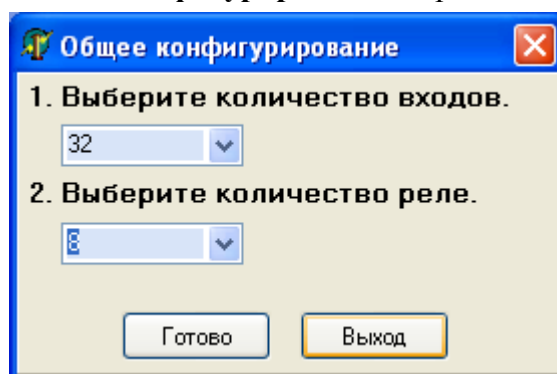 Общее конфигурирование
1. Выберите количество входов.
32
2. Выберите количество реле.
8
Готово Выход